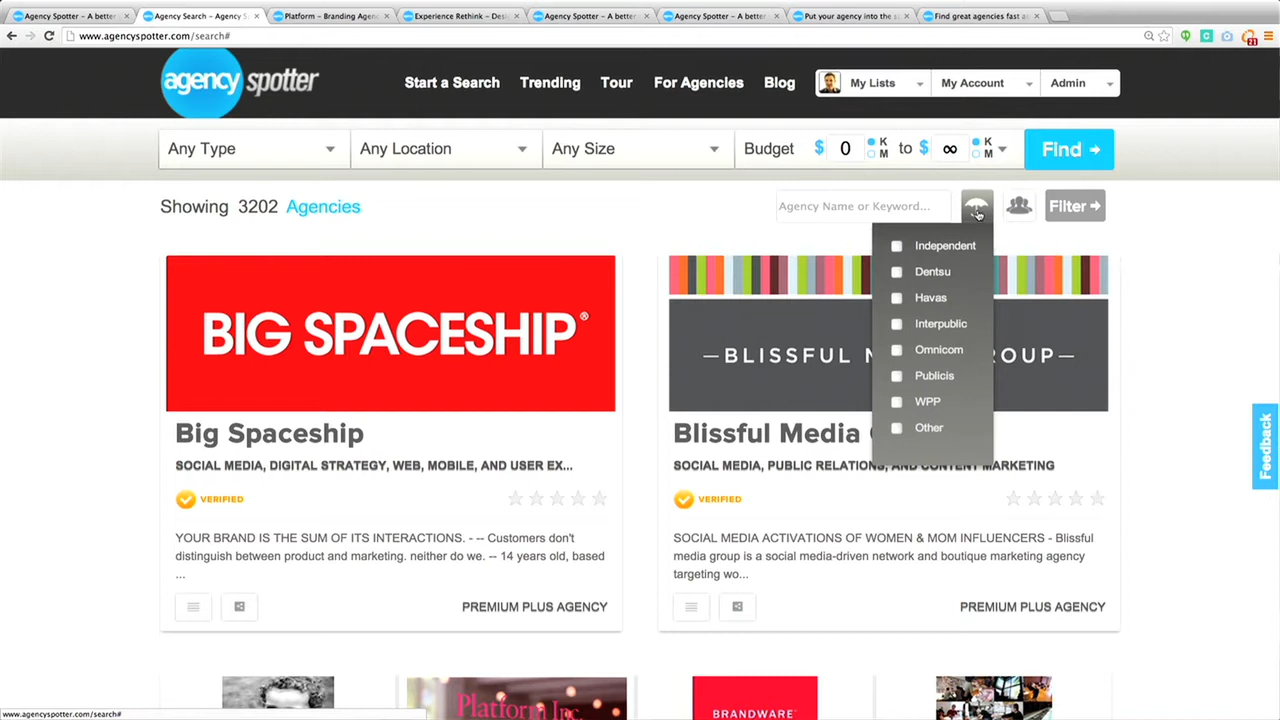 Agency Spotter – A better
Agency Search – Agency S
Platform – Branding Agenc
Experience Rethink – Desi
Agency Spotter – A better
Agency Spotter – A better
Put your agency into the s
Find great agencies fast a
www.agencyspotter.com/search#
21
agency spotter
Start a Search
Trending
Tour
For Agencies
Blog
My Lists
My Account
Admin
Any Type
Any Location
Any Size
Budget $ 0 K M to $ ∞ K M
Find
Showing 3202 Agencies
Agency Name or Keyword...
Filter
Independent
Dentsu
Havas
Interpublic
Omnicom
Publicis
WPP
Other
BIG SPACESHIP®
Big Spaceship
SOCIAL MEDIA, DIGITAL STRATEGY, WEB, MOBILE, AND USER EX...
VERIFIED
YOUR BRAND IS THE SUM OF ITS INTERACTIONS. - -- Customers don't
distinguish between product and marketing. neither do we. -- 14 years old, based
...
PREMIUM PLUS AGENCY
—BLISSFUL M GROUP—
Blissful Media
SOCIAL MEDIA, PUBLIC RELATIONS, AND CONTENT MARKETING
VERIFIED
SOCIAL MEDIA ACTIVATIONS OF WOMEN & MOM INFLUENCERS - Blissful
media group is a social media-driven network and boutique marketing agency
targeting wo...
PREMIUM PLUS AGENCY
Feedback
Platform Inc.
BRANDWARE
www.agencyspotter.com/search#